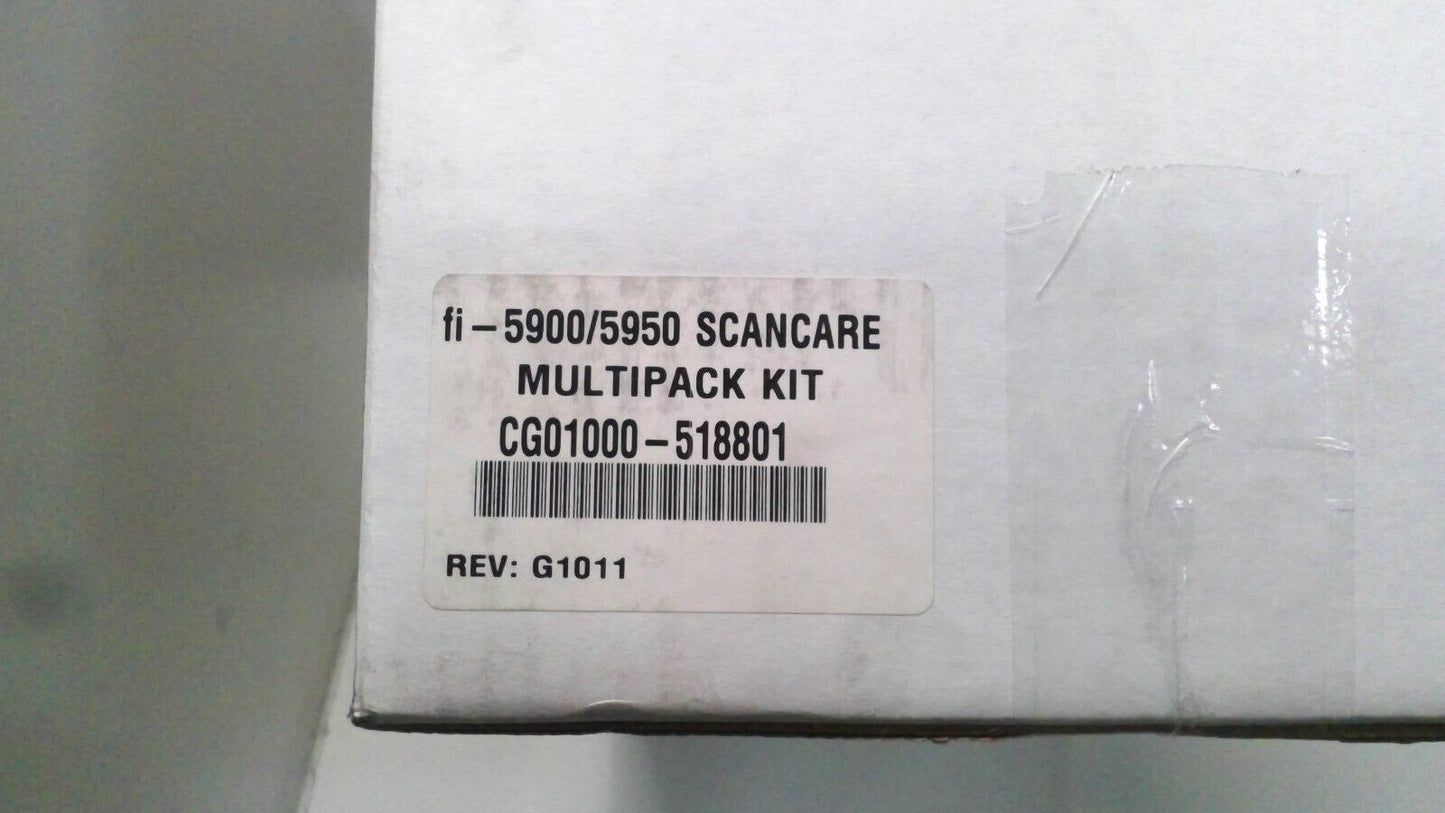 fi-5900/5950 SCANCARE
MULTIPACK KIT
CG01000-518801
REV: G1011